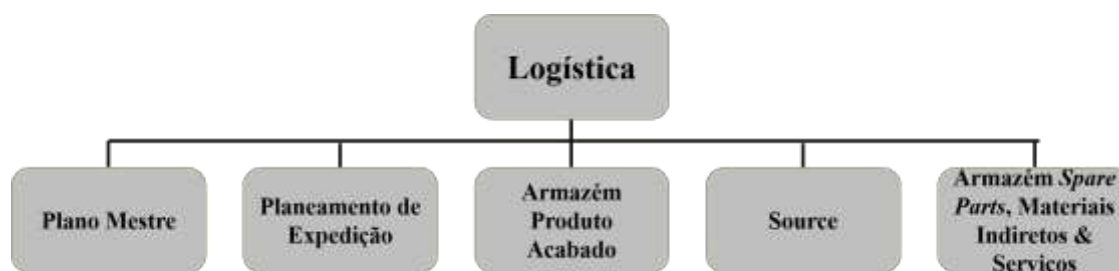 Logística
Plano Mestre
Planeamento de
Expedição
Armazém
Produto
Acabado
Source
Armazém Spare
Parts, Materiais
Indiretos &
Serviços